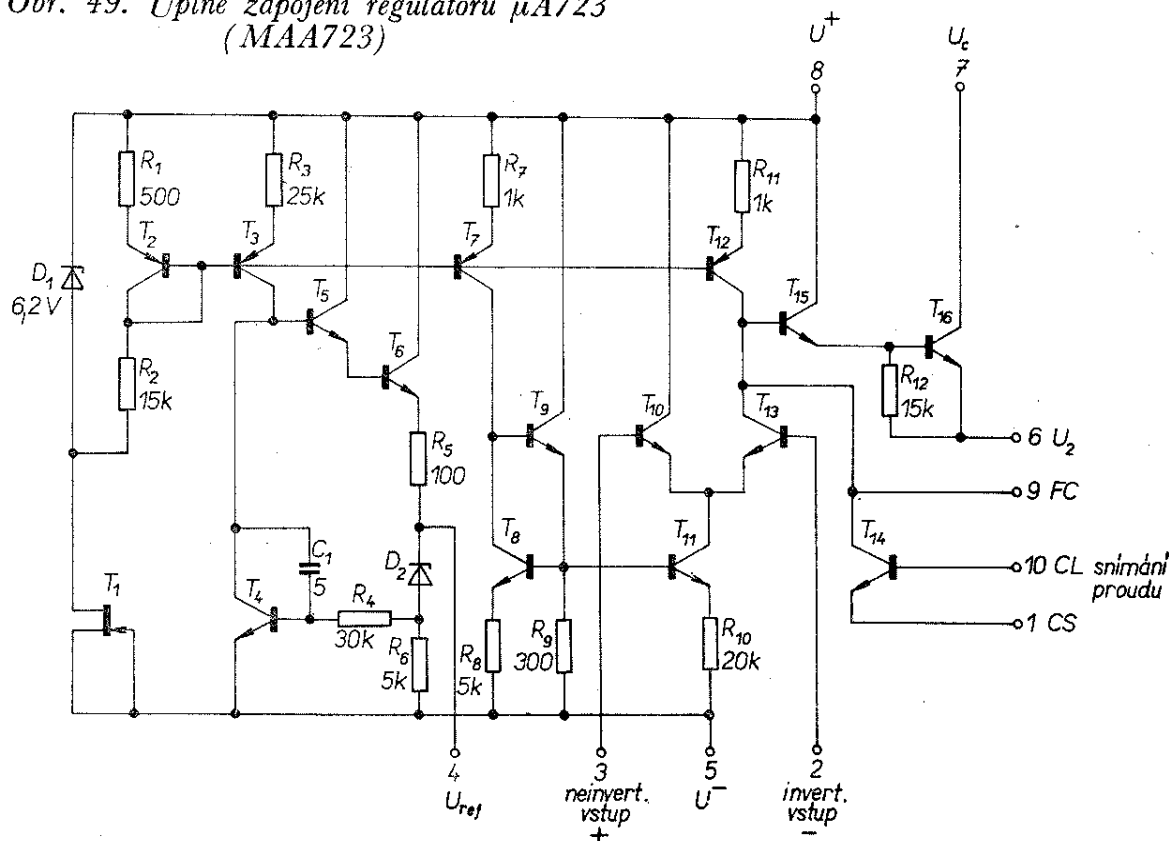 Obr. 49. Úplné zapojení regulátoru µA723
(MAA723)
U+
8
Uc
7
R1
500
R3
25k
R7
1k
R11
1k
T2
T3
T7
T12
D1
6,2V
T5
T15
T16
T6
R2
15k
R12
15k
T9
T10
T13
6 U2
R5
100
9 FC
T8
T11
T14
C1
5
D2
10 CL snímání
proudu
T1
T4
R4
30k
1 CS
R6
5k
R8
5k
R9
300
R10
20k
4
Uref
3
neinvert.
vstup
+
5
U−
2
invert.
vstup
−